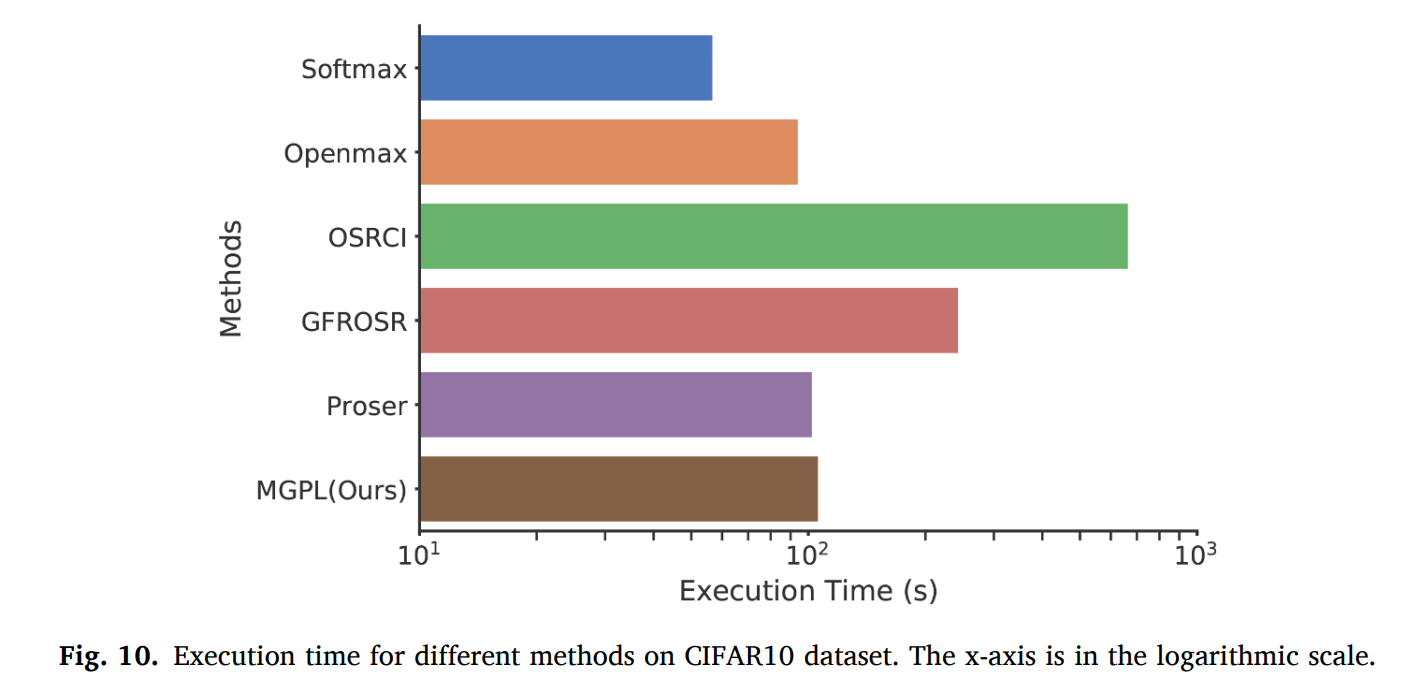 Softmax
Openmax
OSRCI
GFROSR
Proser
MGPL(Ours)
Methods
10¹ 10² 10³
Execution Time (s)
Fig. 10. Execution time for different methods on CIFAR10 dataset. The x-axis is in the logarithmic scale.